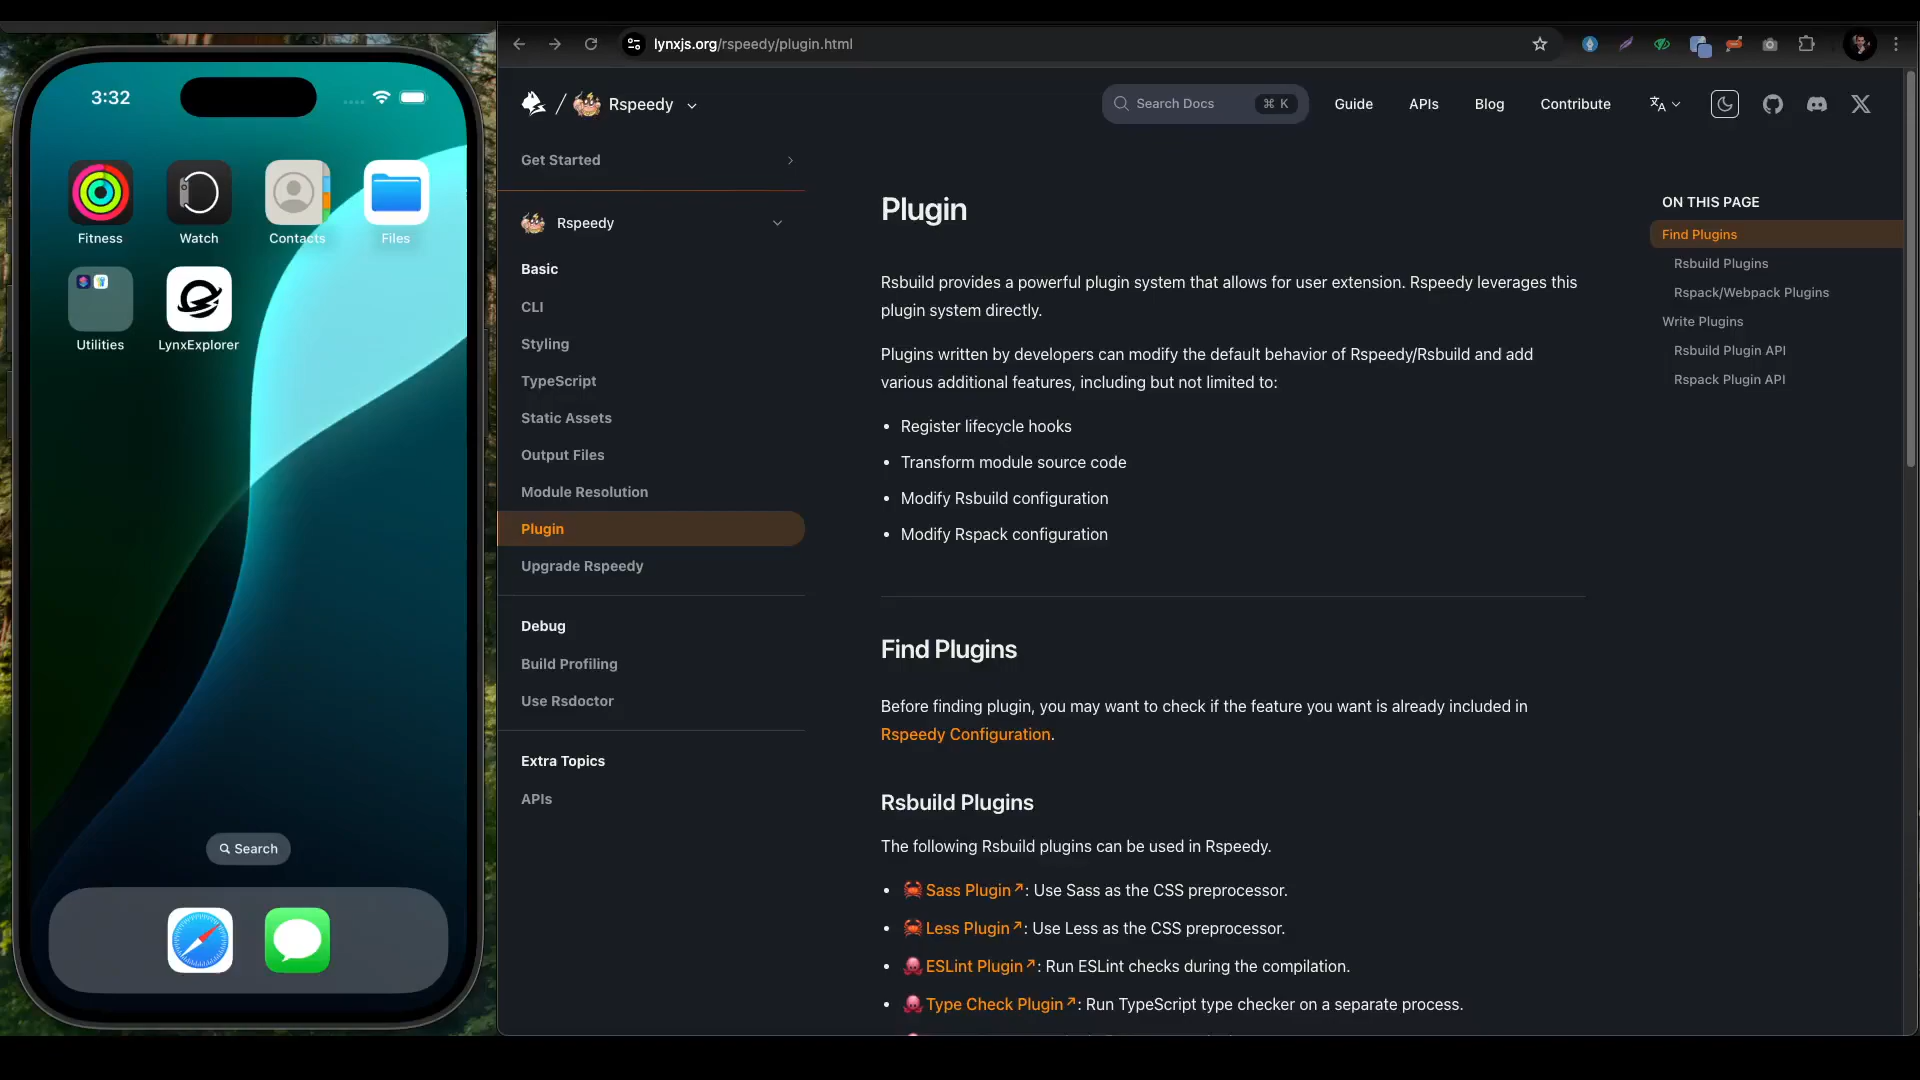 3:32
Fitness
Watch
Contacts
Files
Utilities
LynxExplorer
Search
lynxjs.org/rspeedy/plugin.html
/ Rspeedy
Search Docs
⌘ K
Guide
APIs
Blog
Contribute
Get Started
Rspeedy
Basic
CLI
Styling
TypeScript
Static Assets
Output Files
Module Resolution
Plugin
Upgrade Rspeedy
Debug
Build Profiling
Use Rsdoctor
Extra Topics
APIs
Plugin
Rsbuild provides a powerful plugin system that allows for user extension. Rspeedy leverages this
plugin system directly.
Plugins written by developers can modify the default behavior of Rspeedy/Rsbuild and add
various additional features, including but not limited to:
• Register lifecycle hooks
• Transform module source code
• Modify Rsbuild configuration
• Modify Rspack configuration
Find Plugins
Before finding plugin, you may want to check if the feature you want is already included in
Rspeedy Configuration.
Rsbuild Plugins
The following Rsbuild plugins can be used in Rspeedy.
• 🦀 Sass Plugin↗: Use Sass as the CSS preprocessor.
• 🦀 Less Plugin↗: Use Less as the CSS preprocessor.
• 🐙 ESLint Plugin↗: Run ESLint checks during the compilation.
• 🐙 Type Check Plugin↗: Run TypeScript type checker on a separate process.
ON THIS PAGE
Find Plugins
Rsbuild Plugins
Rspack/Webpack Plugins
Write Plugins
Rsbuild Plugin API
Rspack Plugin API